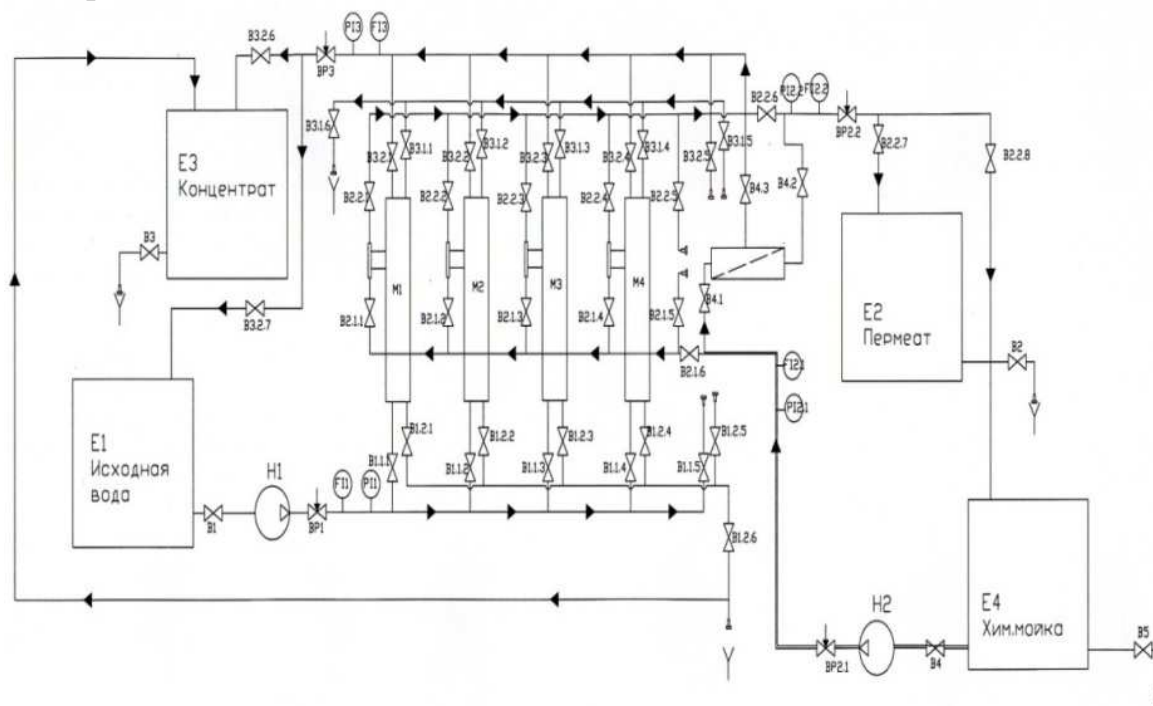 В3.2.6
PI3
FI3
ВР3
В3.1.6
В3.2.1
В3.1.1
В3.2.2
В3.1.2
В3.2.3
В3.1.3
В3.2.4
В3.1.4
В3.2.5
В3.1.5
В2.2.6
PI2.2
FI2.2
ВР2.2
В2.2.7
В2.2.8
Е3
Концентрат
В3
В2.2.1
В2.2.2
В2.2.3
В2.2.4
В2.2.5
В4.3
В4.2
М1
М2
М3
М4
В4.1
В3.2.7
В2.1.1
В2.1.2
В2.1.3
В2.1.4
В2.1.5
В2.1.6
Е2
Пермеат
В2
FI2.1
PI2.1
Е1
Исходная
вода
В1
Н1
ВР1
FI1
PI1
В1.1.1
В1.2.1
В1.1.2
В1.2.2
В1.1.3
В1.2.3
В1.1.4
В1.2.4
В1.1.5
В1.2.5
В1.2.6
Н2
ВР2.1
В4
Е4
Хим.мойка
В5